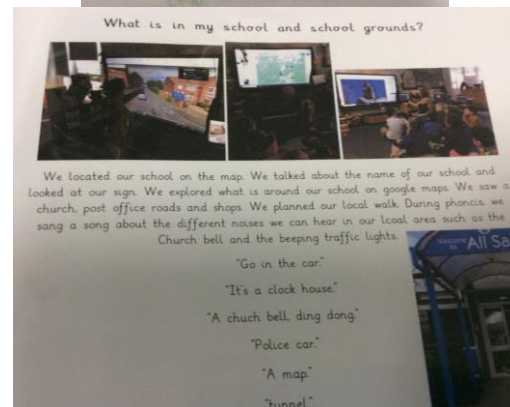 What is in my school and school grounds?
We located our school on the map. We talked about the name of our school and
looked at our sign. We explored what is around our school on google maps. We saw a
church, post office roads and shops. We planned our local walk. During phoncis, we
sang a song about the different noises we can hear in our lcoal area such as the
Church bell and the beeping traffic lights.
"Go in the car."
"It's a clock house."
"A chuch bell, ding dong."
"Police car."
"A map."
"tunnel."
Welcome to All Sa